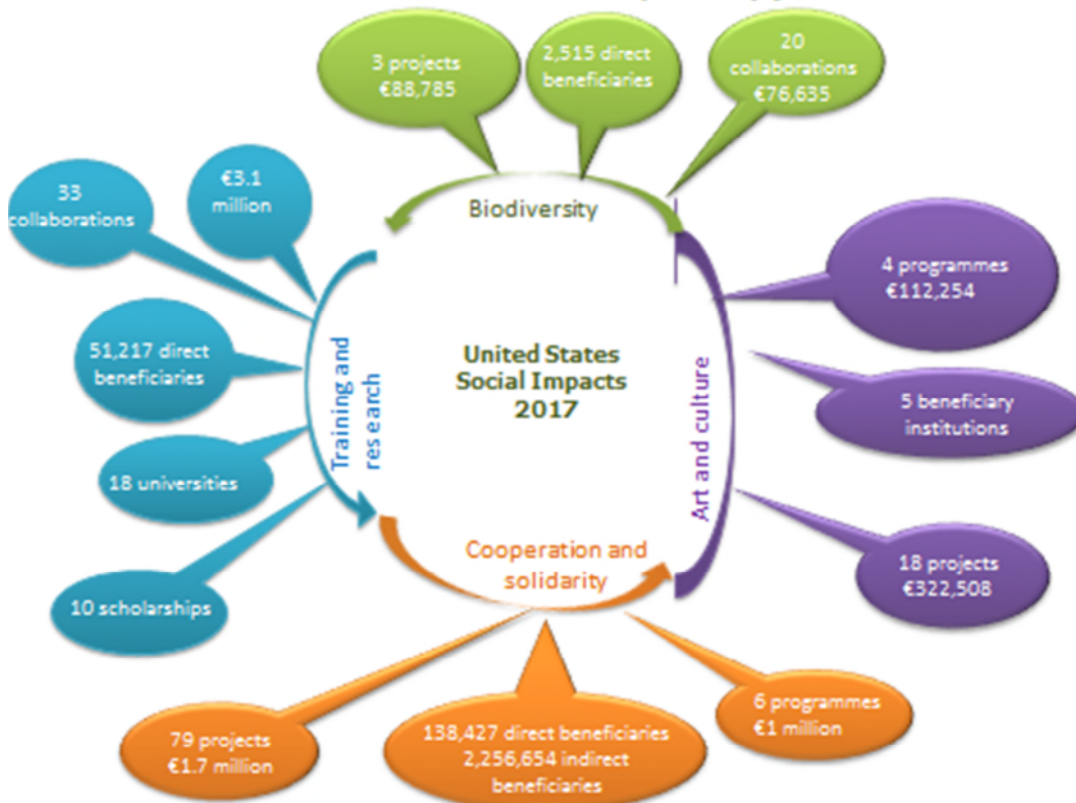 3 projects
€88,785
2,515 direct
beneficiaries
20
collaborations
€76,635
Biodiversity
33
collaborations
€3.1
million
51,217 direct
beneficiaries
18 universities
10 scholarships
Training and
research
United States
Social Impacts
2017
Art and culture
4 programmes
€112,254
5 beneficiary
institutions
18 projects
€322,508
Cooperation and
solidarity
79 projects
€1.7 million
138,427 direct beneficiaries
2,256,654 indirect
beneficiaries
6 programmes
€1 million